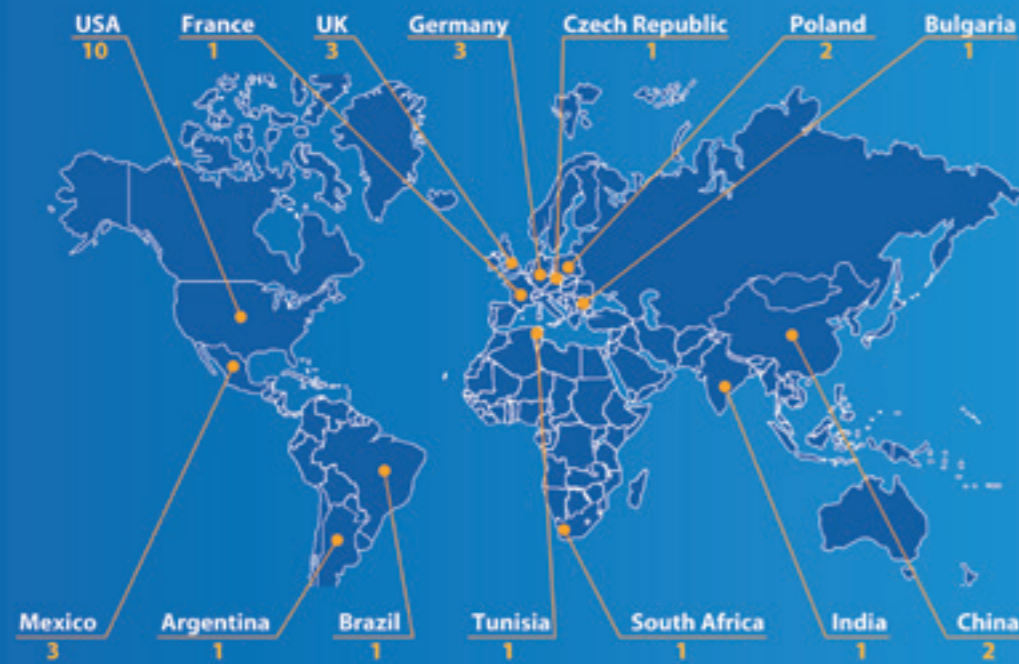 USA France UK Germany Czech Republic Poland Bulgaria
10 1 3 3 1 2 1
Mexico Argentina Brazil Tunisia South Africa India China
3 1 1 1 1 1 2